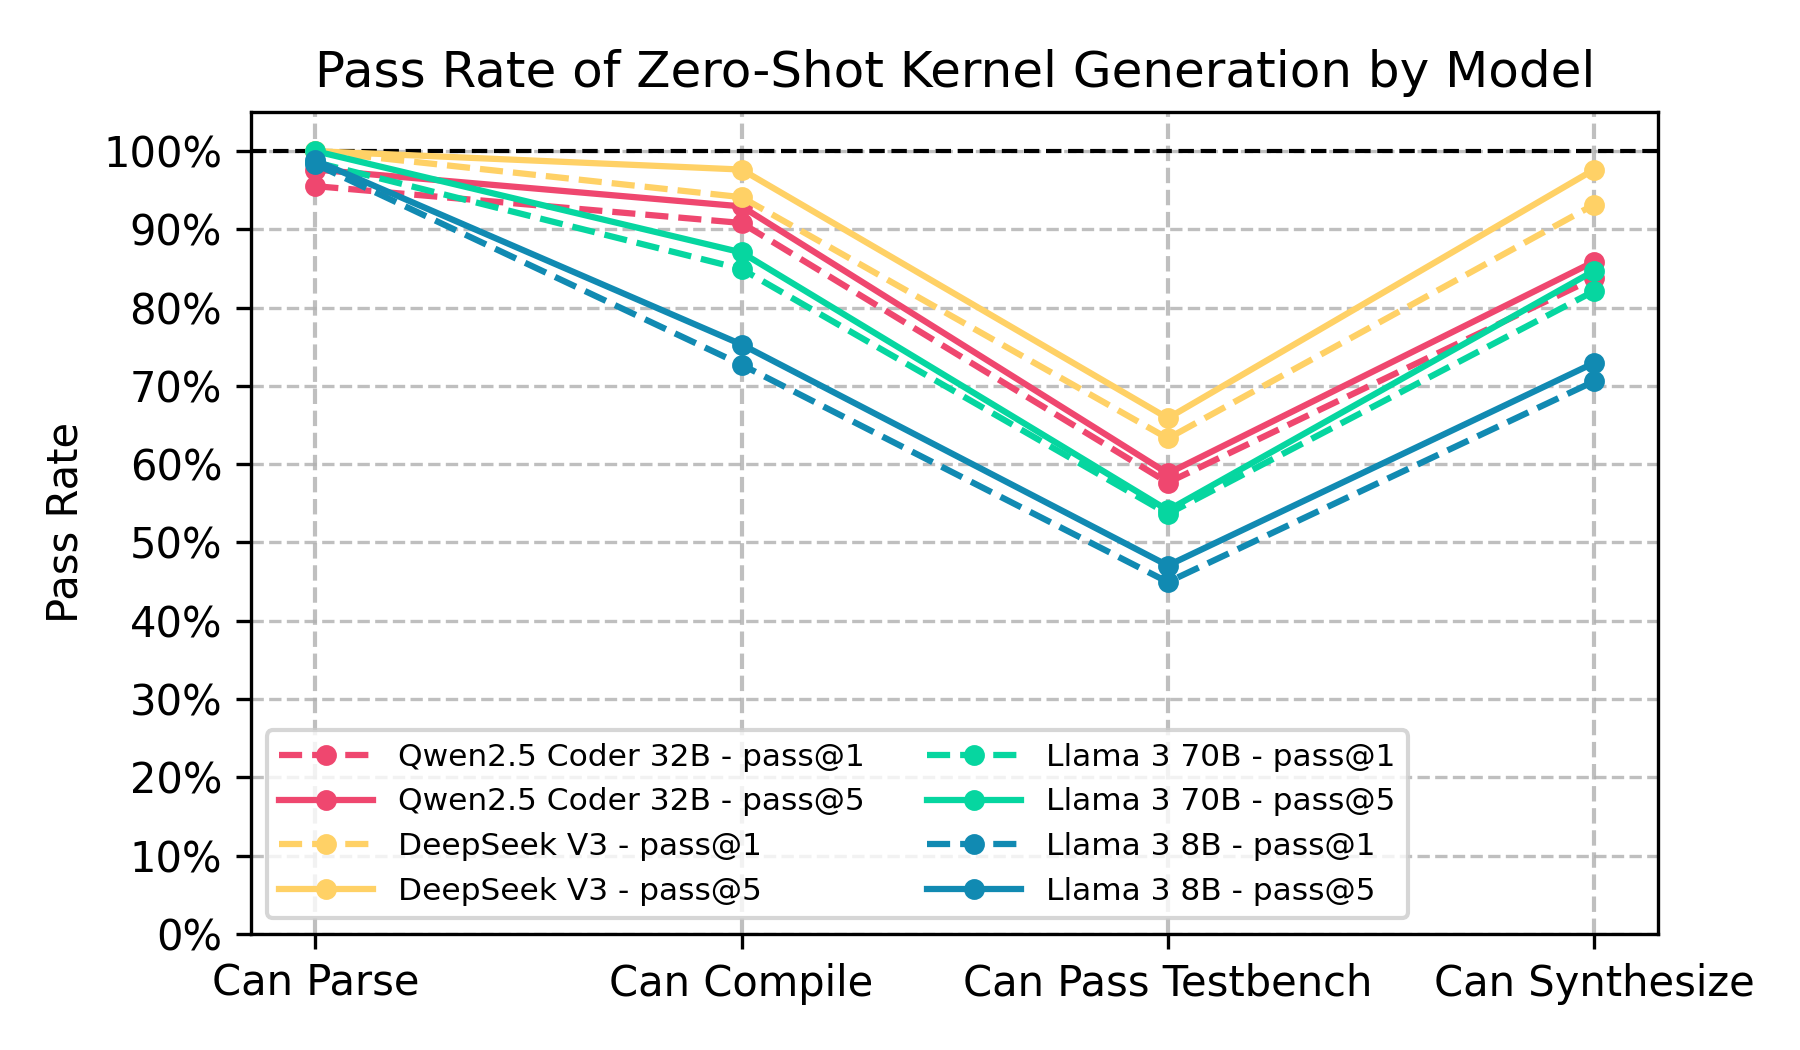 Pass Rate of Zero-Shot Kernel Generation by Model
Pass Rate
100%
90%
80%
70%
60%
50%
40%
30%
20%
10%
0%
Qwen2.5 Coder 32B - pass@1
Qwen2.5 Coder 32B - pass@5
DeepSeek V3 - pass@1
DeepSeek V3 - pass@5
Llama 3 70B - pass@1
Llama 3 70B - pass@5
Llama 3 8B - pass@1
Llama 3 8B - pass@5
Can Parse
Can Compile
Can Pass Testbench
Can Synthesize